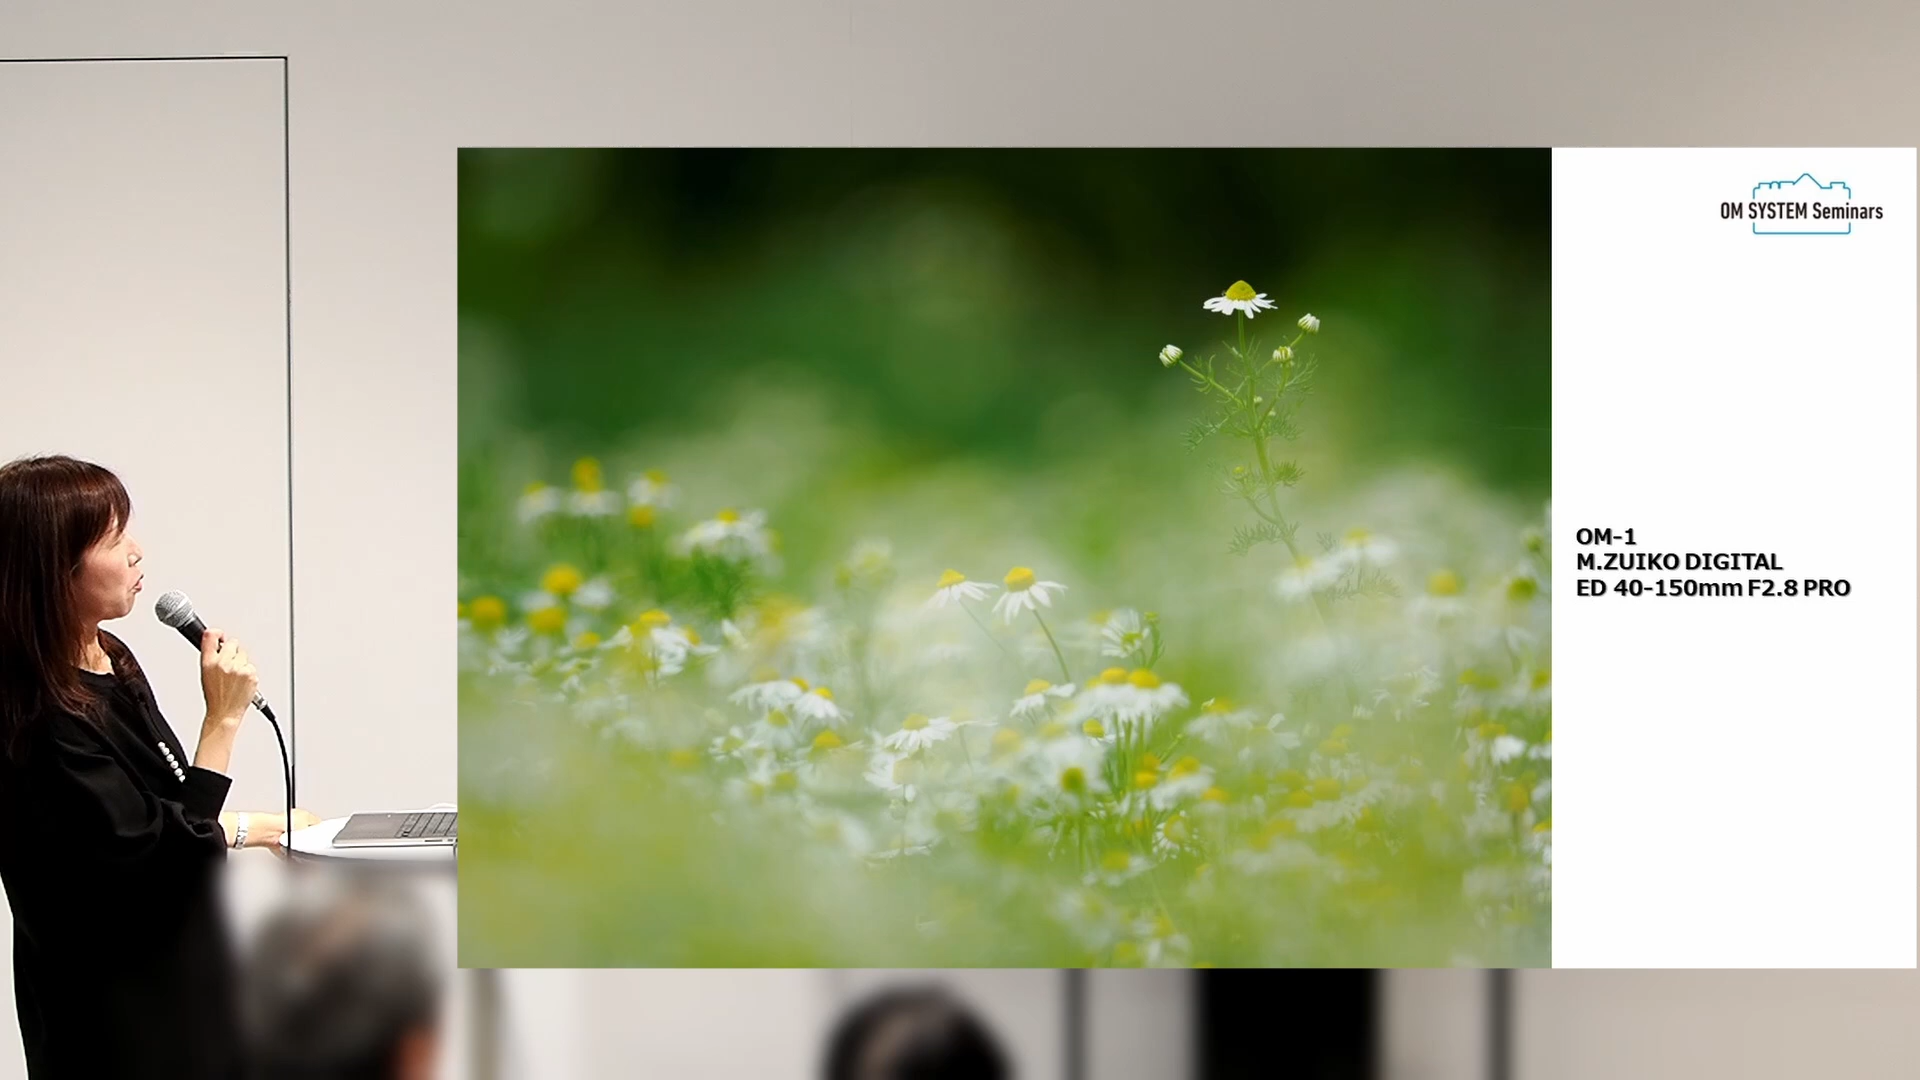 OM SYSTEM Seminars
OM-1
M.ZUIKO DIGITAL
ED 40-150mm F2.8 PRO